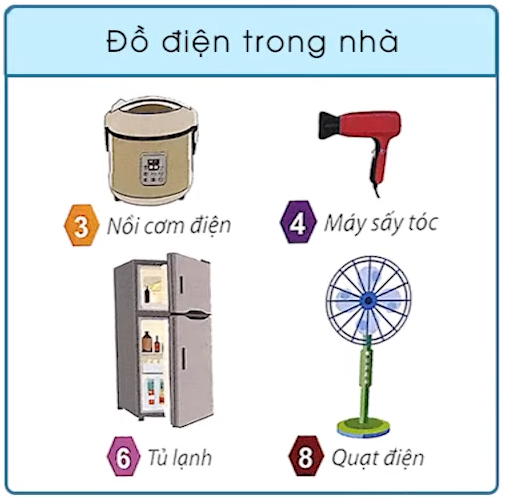 Đồ điện trong nhà
3 Nồi cơm điện
4 Máy sấy tóc
6 Tủ lạnh
8 Quạt điện